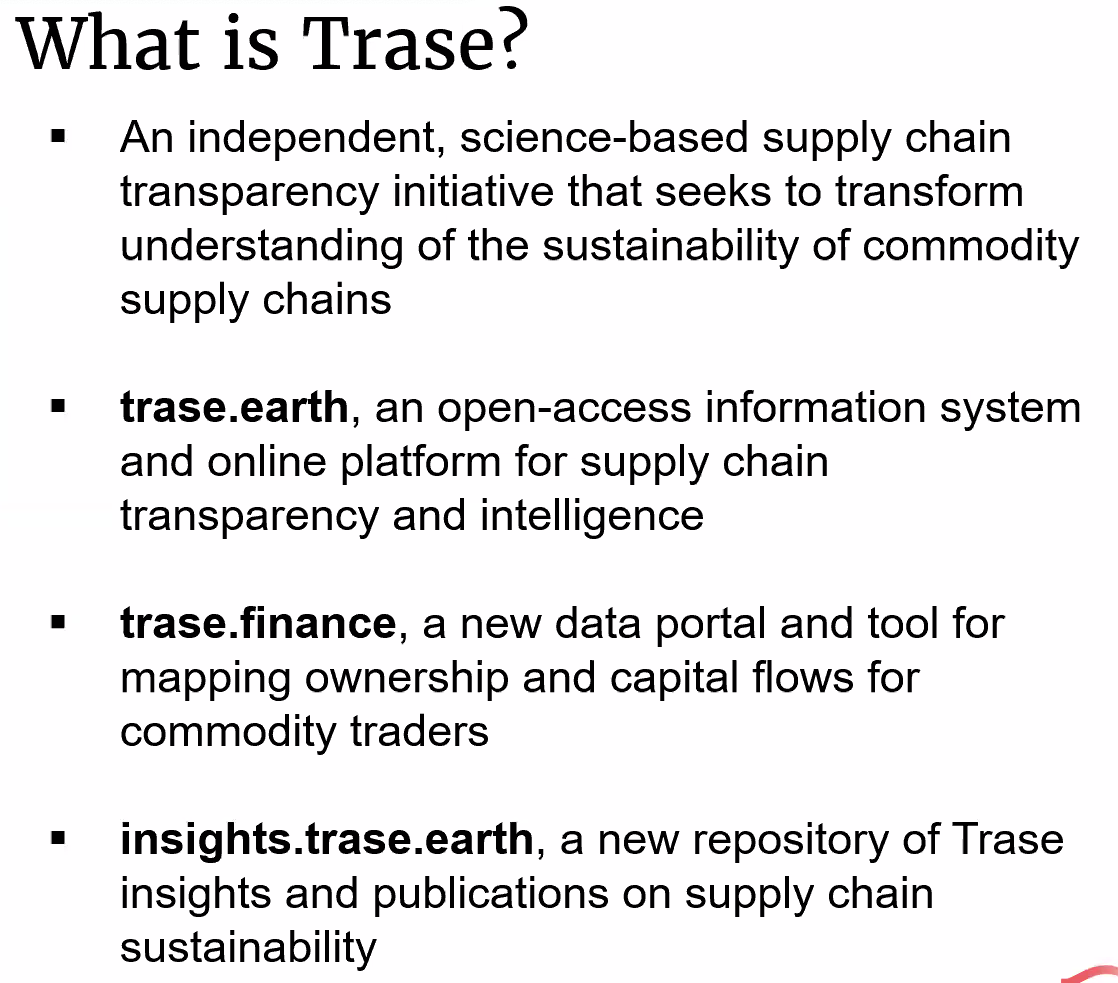 What is Trase?
▪ An independent, science-based supply chain
transparency initiative that seeks to transform
understanding of the sustainability of commodity
supply chains
▪ trase.earth, an open-access information system
and online platform for supply chain
transparency and intelligence
▪ trase.finance, a new data portal and tool for
mapping ownership and capital flows for
commodity traders
▪ insights.trase.earth, a new repository of Trase
insights and publications on supply chain
sustainability